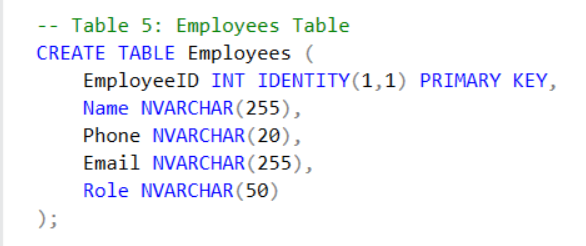 -- Table 5: Employees Table
CREATE TABLE Employees (
    EmployeeID INT IDENTITY(1,1) PRIMARY KEY,
    Name NVARCHAR(255),
    Phone NVARCHAR(20),
    Email NVARCHAR(255),
    Role NVARCHAR(50)
);